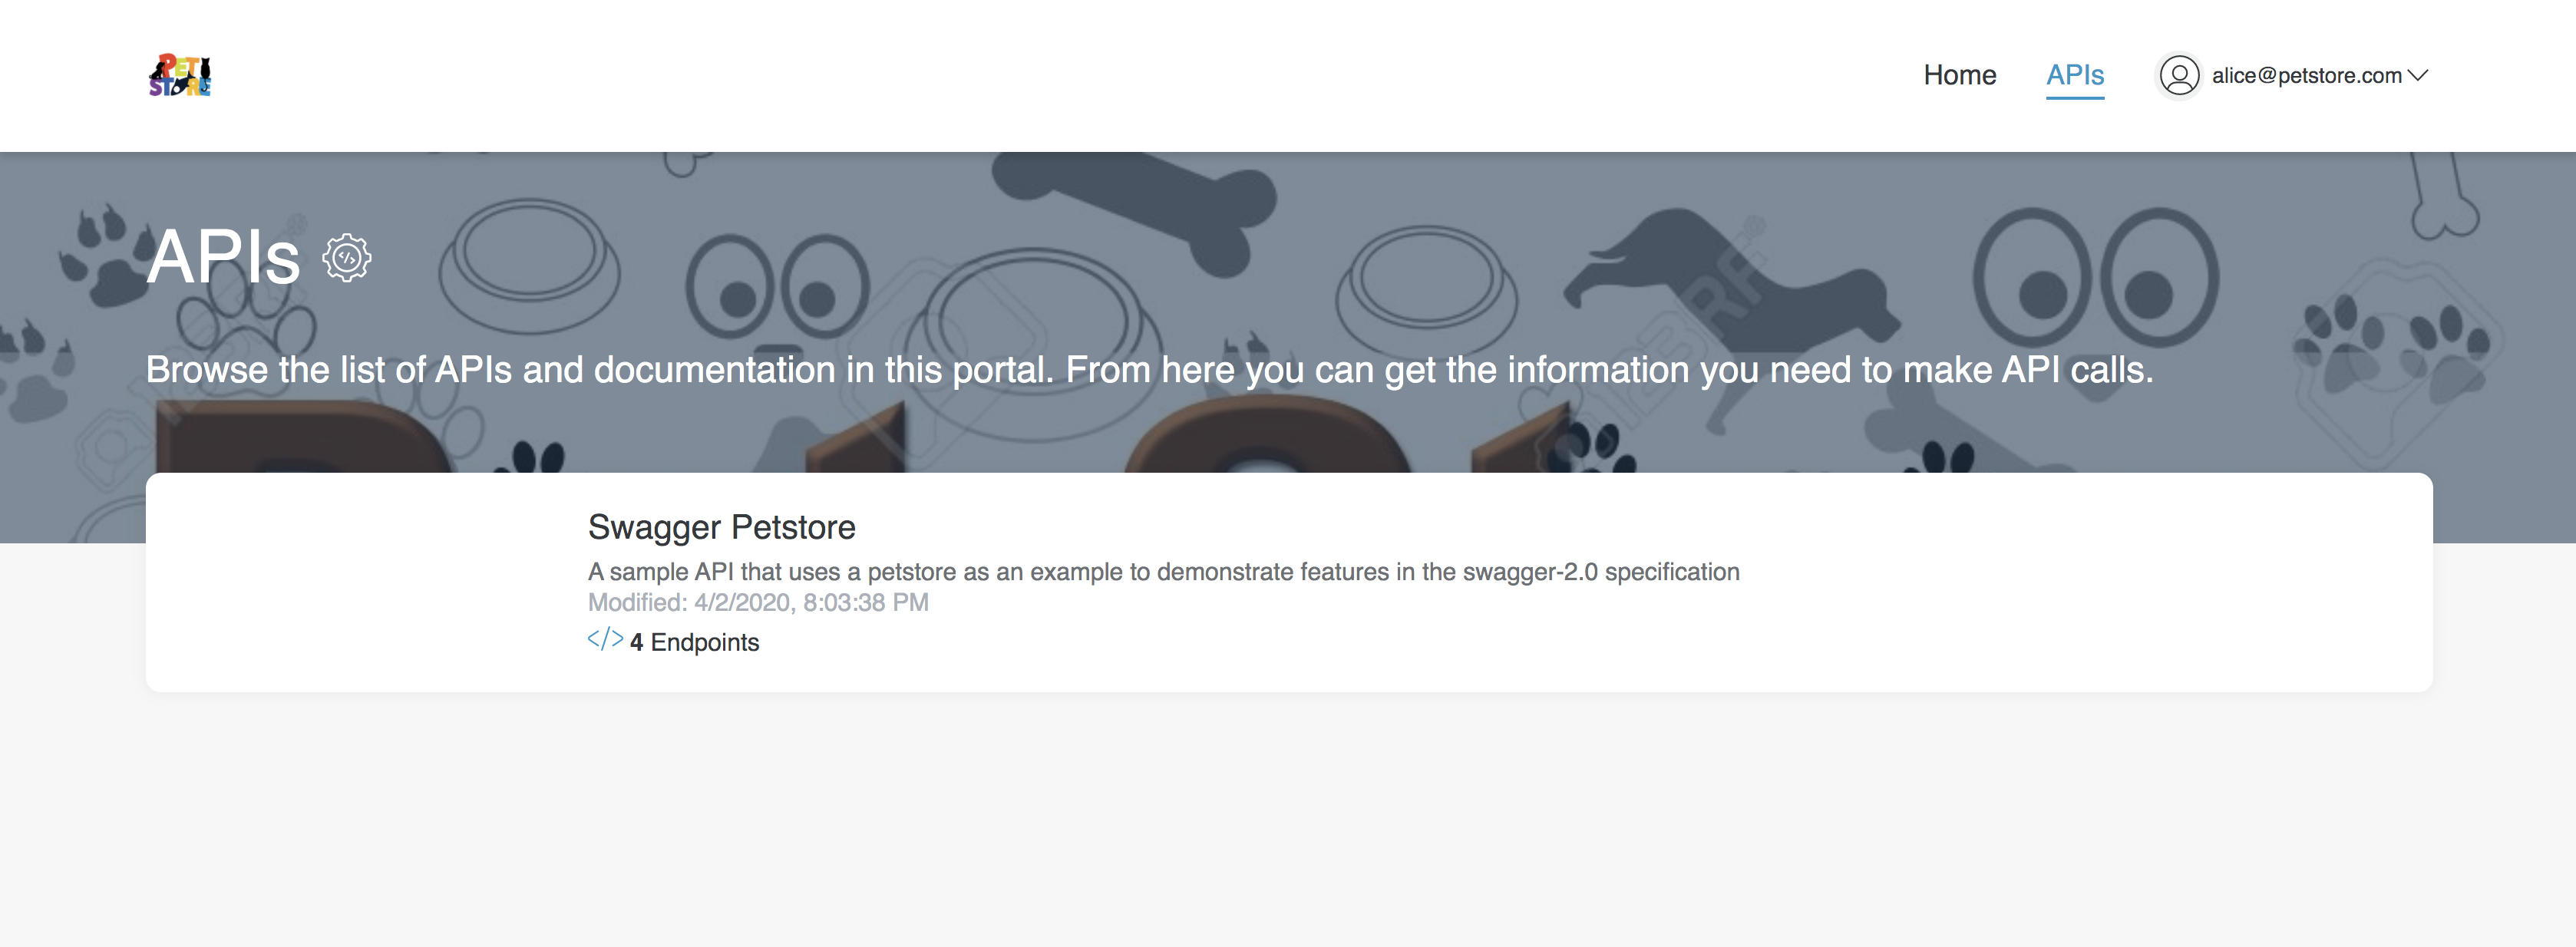 PET
STORE
Home
APIs
alice@petstore.com
APIs
Browse the list of APIs and documentation in this portal. From here you can get the information you need to make API calls.
Swagger Petstore
A sample API that uses a petstore as an example to demonstrate features in the swagger-2.0 specification
Modified: 4/2/2020, 8:03:38 PM
</> 4 Endpoints